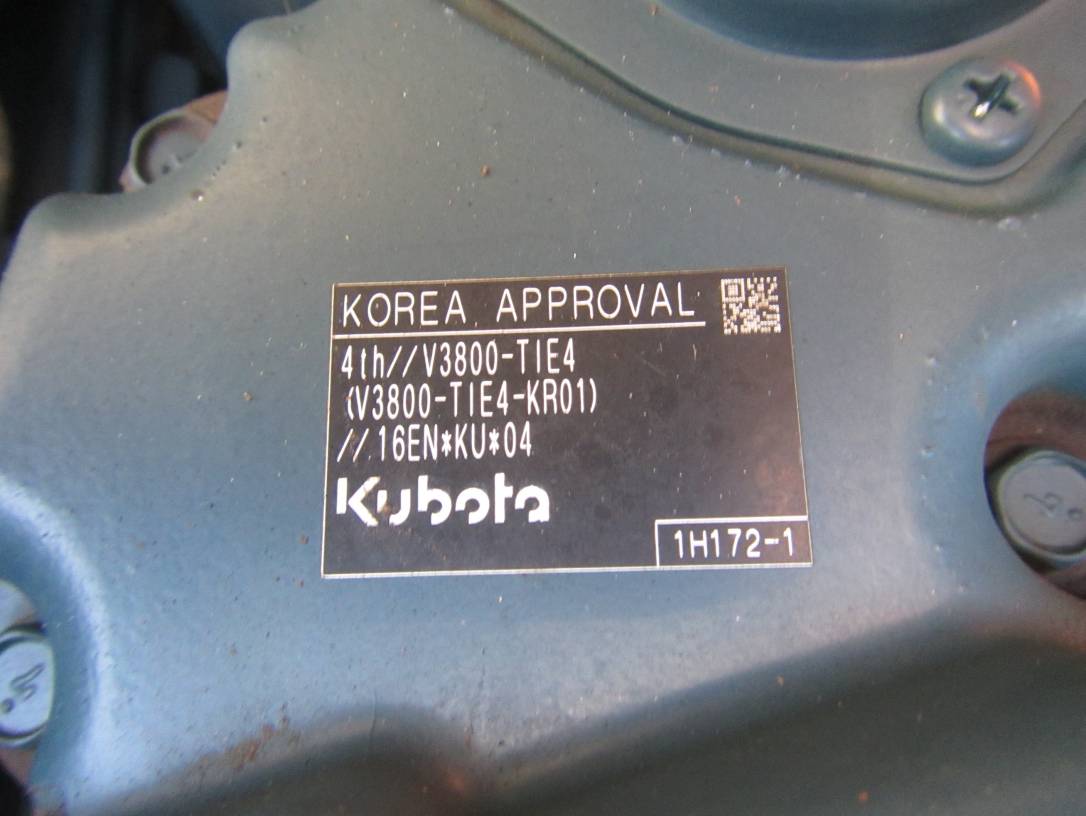 KOREA APPROVAL
4th//V3800-TIE4
(V3800-TIE4-KR01)
//16EN*KU*04
Kubota
1H172-1